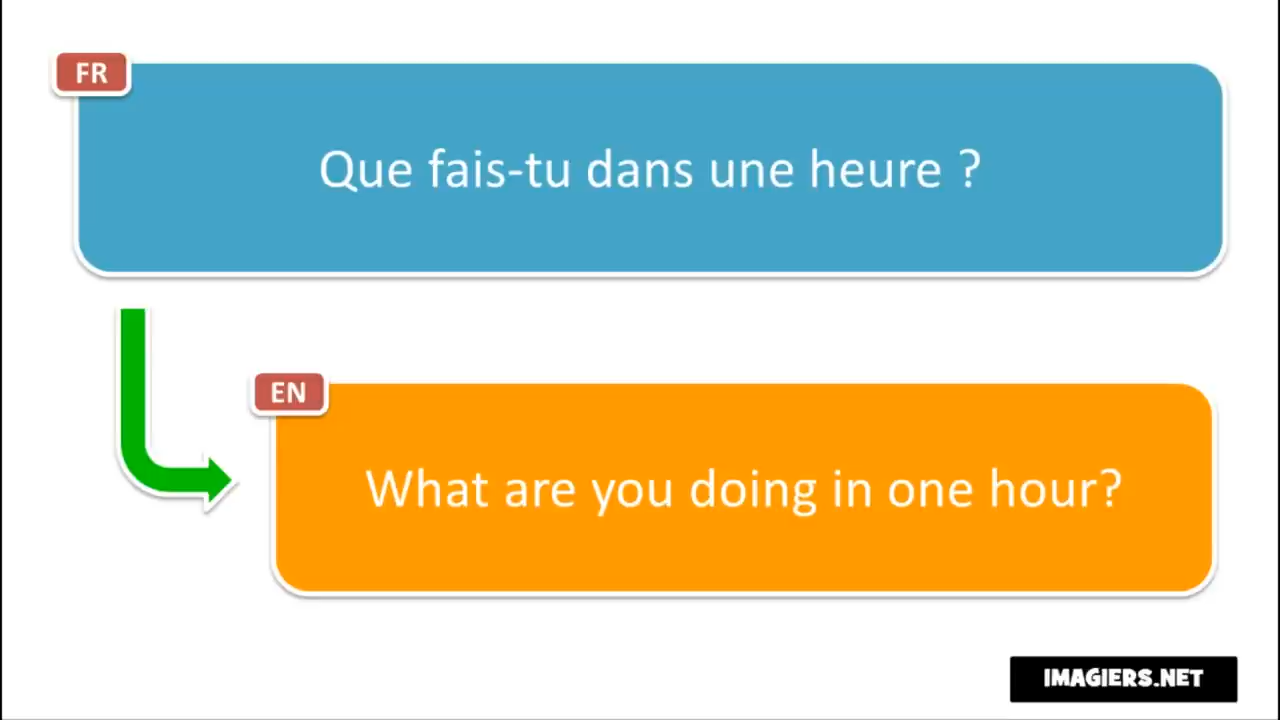 FR
Que fais-tu dans une heure ?
EN
What are you doing in one hour?
IMAGIERS.NET